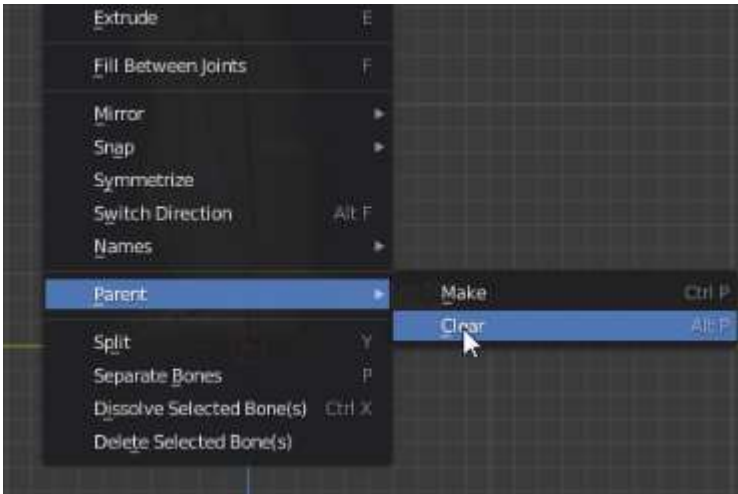 Extrude E
Fill Between Joints F
Mirror
Snap
Symmetrize
Switch Direction Alt F
Names
Parent
Make Ctrl P
Clear Alt P
Split Y
Separate Bones P
Dissolve Selected Bone(s) Ctrl X
Delete Selected Bone(s)